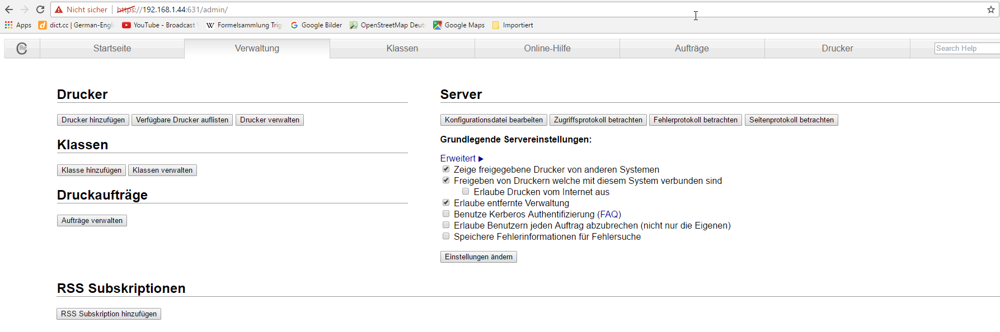 Nicht sicher https://192.168.1.44:631/admin/
Apps dict.cc | German-Engli YouTube - Broadcast Formelsammlung Trig Google Bilder OpenStreetMap Deut Google Maps Importiert
Startseite Verwaltung Klassen Online-Hilfe Aufträge Drucker Search Help
Drucker
Drucker hinzufügen Verfügbare Drucker auflisten Drucker verwalten
Klassen
Klasse hinzufügen Klassen verwalten
Druckaufträge
Aufträge verwalten
Server
Konfigurationsdatei bearbeiten Zugriffsprotokoll betrachten Fehlerprotokoll betrachten Seitenprotokoll betrachten
Grundlegende Servereinstellungen:
Erweitert
Zeige freigegebene Drucker von anderen Systemen
Freigeben von Druckern welche mit diesem System verbunden sind
Erlaube Drucken vom Internet aus
Erlaube entfernte Verwaltung
Benutze Kerberos Authentifizierung (FAQ)
Erlaube Benutzern jeden Auftrag abzubrechen (nicht nur die Eigenen)
Speichere Fehlerinformationen für Fehlersuche
Einstellungen ändern
RSS Subskriptionen
RSS Subskription hinzufügen